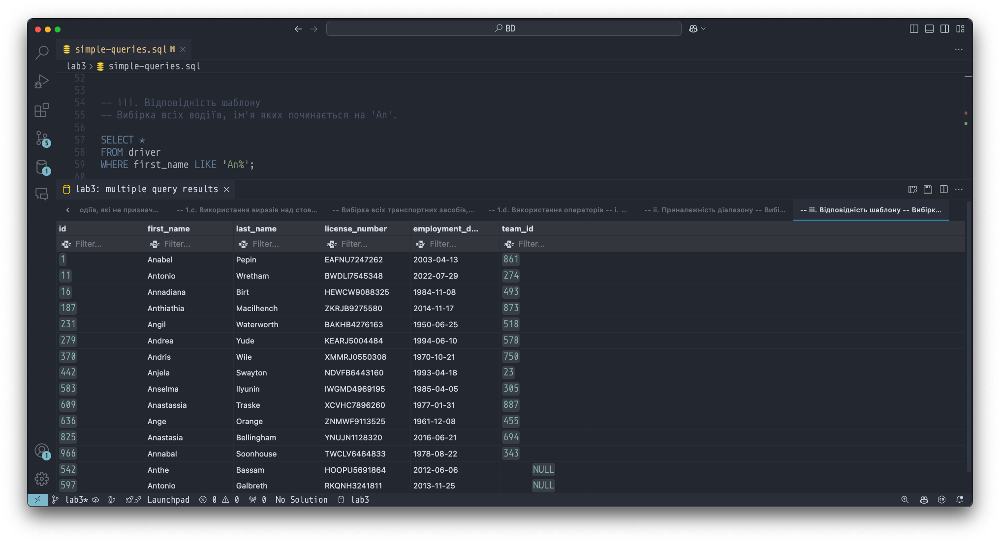 BD
simple-queries.sql M
lab3 > simple-queries.sql
52
53
54 -- iii. Відповідність шаблону
55 -- Вибірка всіх водіїв, ім'я яких починається на 'An'.
56
57 SELECT *
58 FROM driver
59 WHERE first_name LIKE 'An%';
60
5
1
lab3: multiple query results
одіїв, які не признач... -- 1.c. Використання виразів над стов... -- Вибірка всіх транспортних засобів,... -- 1.d. Використання операторів -- i. ... -- ii. Приналежність діапазону -- Вибі... -- iii. Відповідність шаблону -- Вибірк...
id first_name last_name license_number employment_d... team_id
abc Filter... abc Filter... abc Filter... abc Filter... abc Filter... abc Filter...
1 Anabel Pepin EAFNU7247262 2003-04-13 861
11 Antonio Wretham BWDLI7545348 2022-07-29 274
16 Annadiana Birt HEWCW9088325 1984-11-08 493
187 Anthiathia Macilhench ZKRJB9275580 2014-11-17 873
231 Angil Waterworth BAKHB4276163 1950-06-25 518
279 Andrea Yude KEARJ5004484 1994-06-10 578
370 Andris Wile XMMRJ0550308 1970-10-21 750
442 Anjela Swayton NDVFB6443160 1993-04-18 23
583 Anselma Ilyunin IWGMD4969195 1985-04-05 305
609 Anastassia Traske XCVHC7896260 1977-01-31 887
636 Ange Orange ZNMWF9113525 1961-12-08 455
825 Anastasia Bellingham YNUJN1128320 2016-06-21 694
966 Annabal Soonhouse TWCLV6464833 1978-08-22 343
542 Anthe Bassam HOOPU5691864 2012-06-06 NULL
597 Antonio Galbreth RKQNH3241811 2013-11-25 NULL
1
lab3* Launchpad 0 0 0 No Solution lab3